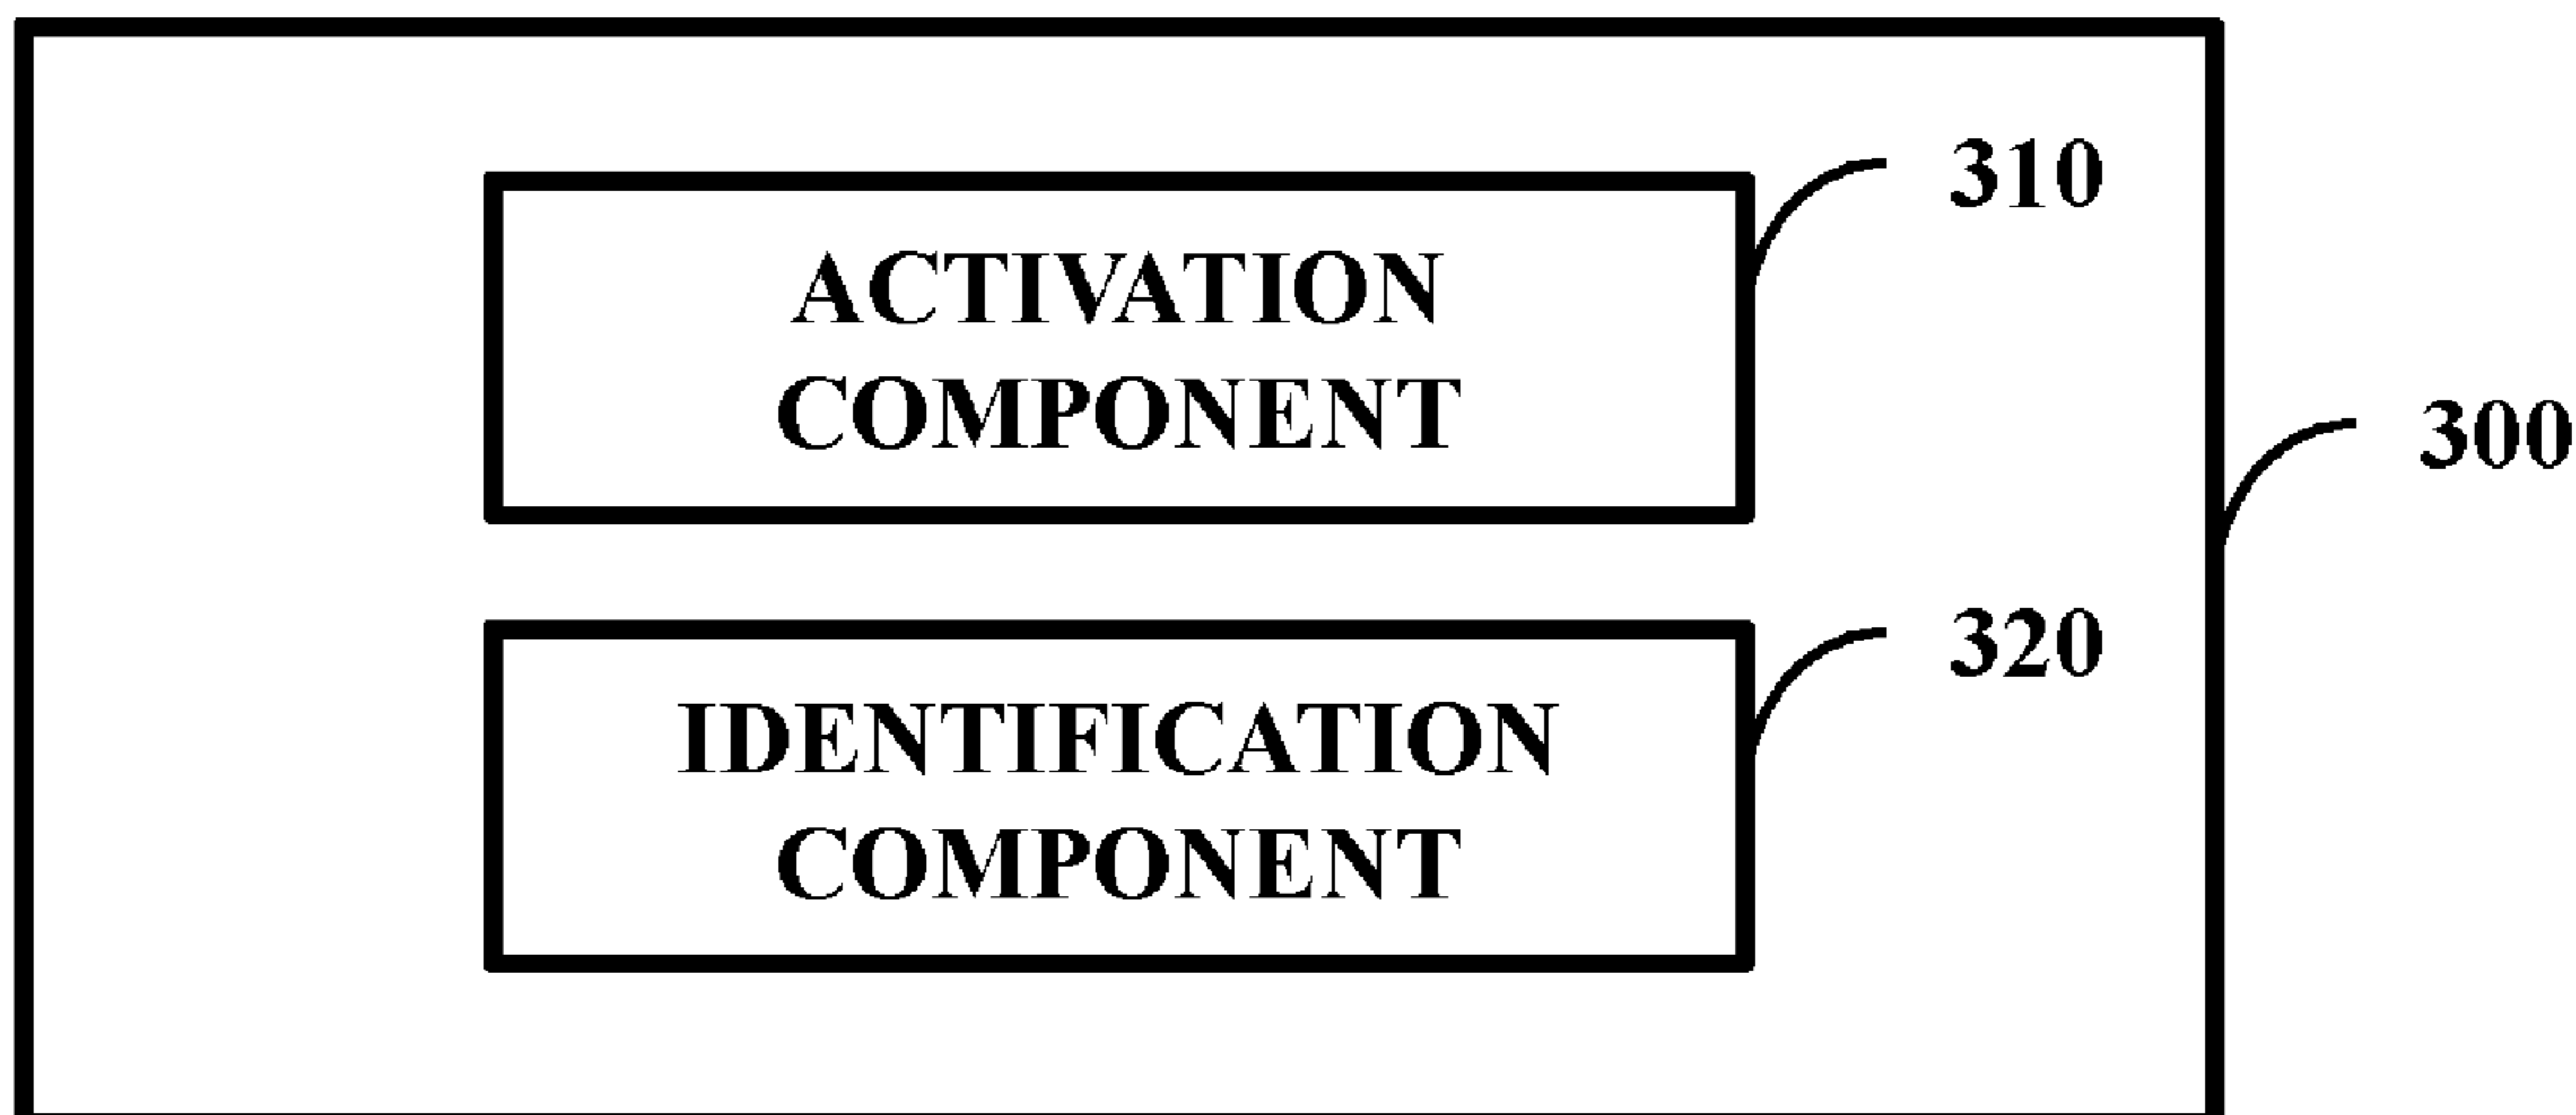 310
ACTIVATION
COMPONENT
300
320
IDENTIFICATION
COMPONENT